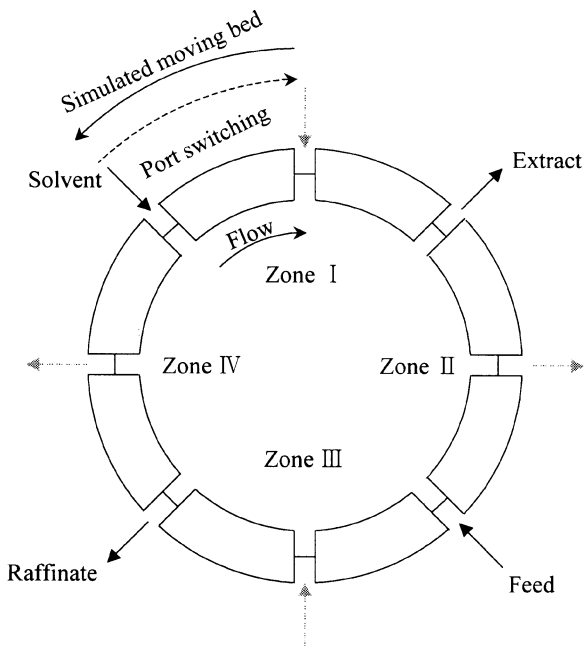 Simulated moving bed
Port switching
Solvent
Extract
Flow
Zone Ⅰ
Zone Ⅳ
Zone Ⅱ
Zone Ⅲ
Raffinate
Feed